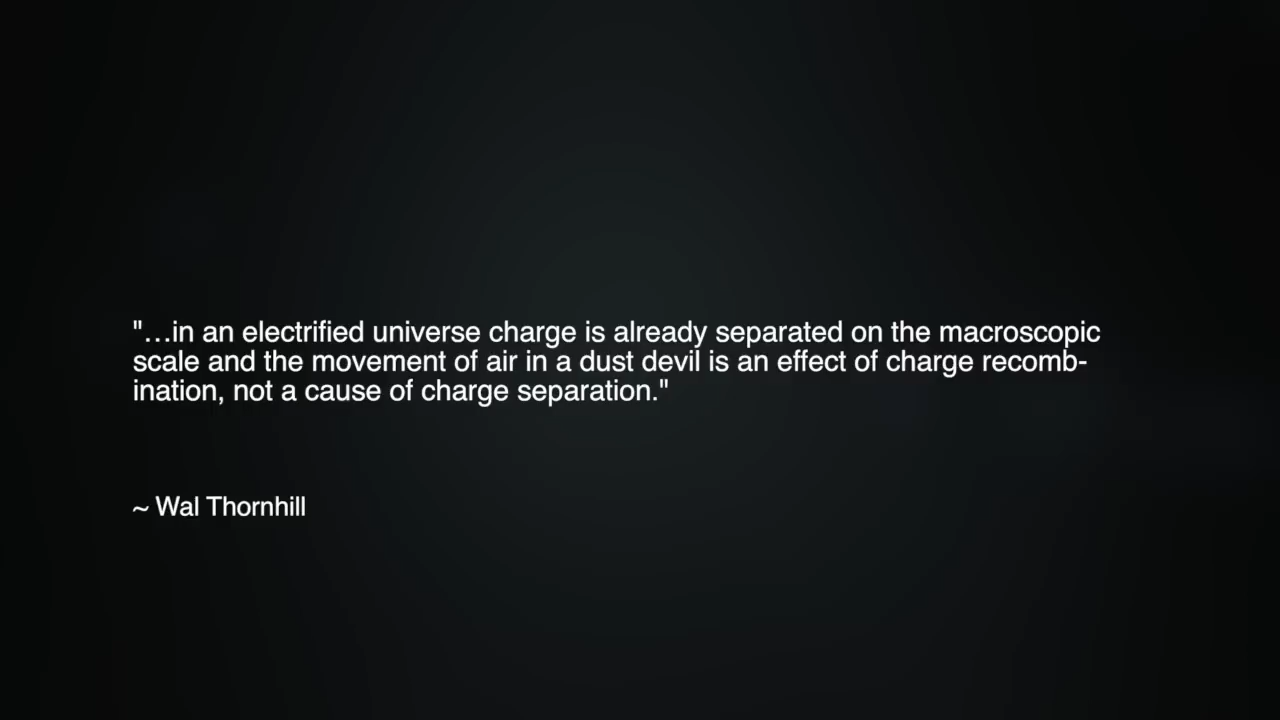 "…in an electrified universe charge is already separated on the macroscopic
scale and the movement of air in a dust devil is an effect of charge recomb-
ination, not a cause of charge separation."
~ Wal Thornhill